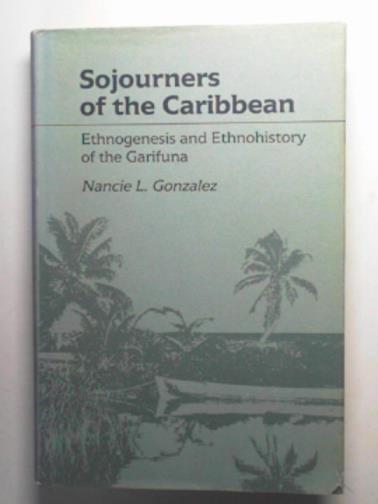 Sojourners
of the Caribbean
Ethnogenesis and Ethnohistory
of the Garifuna
Nancie L. Gonzalez